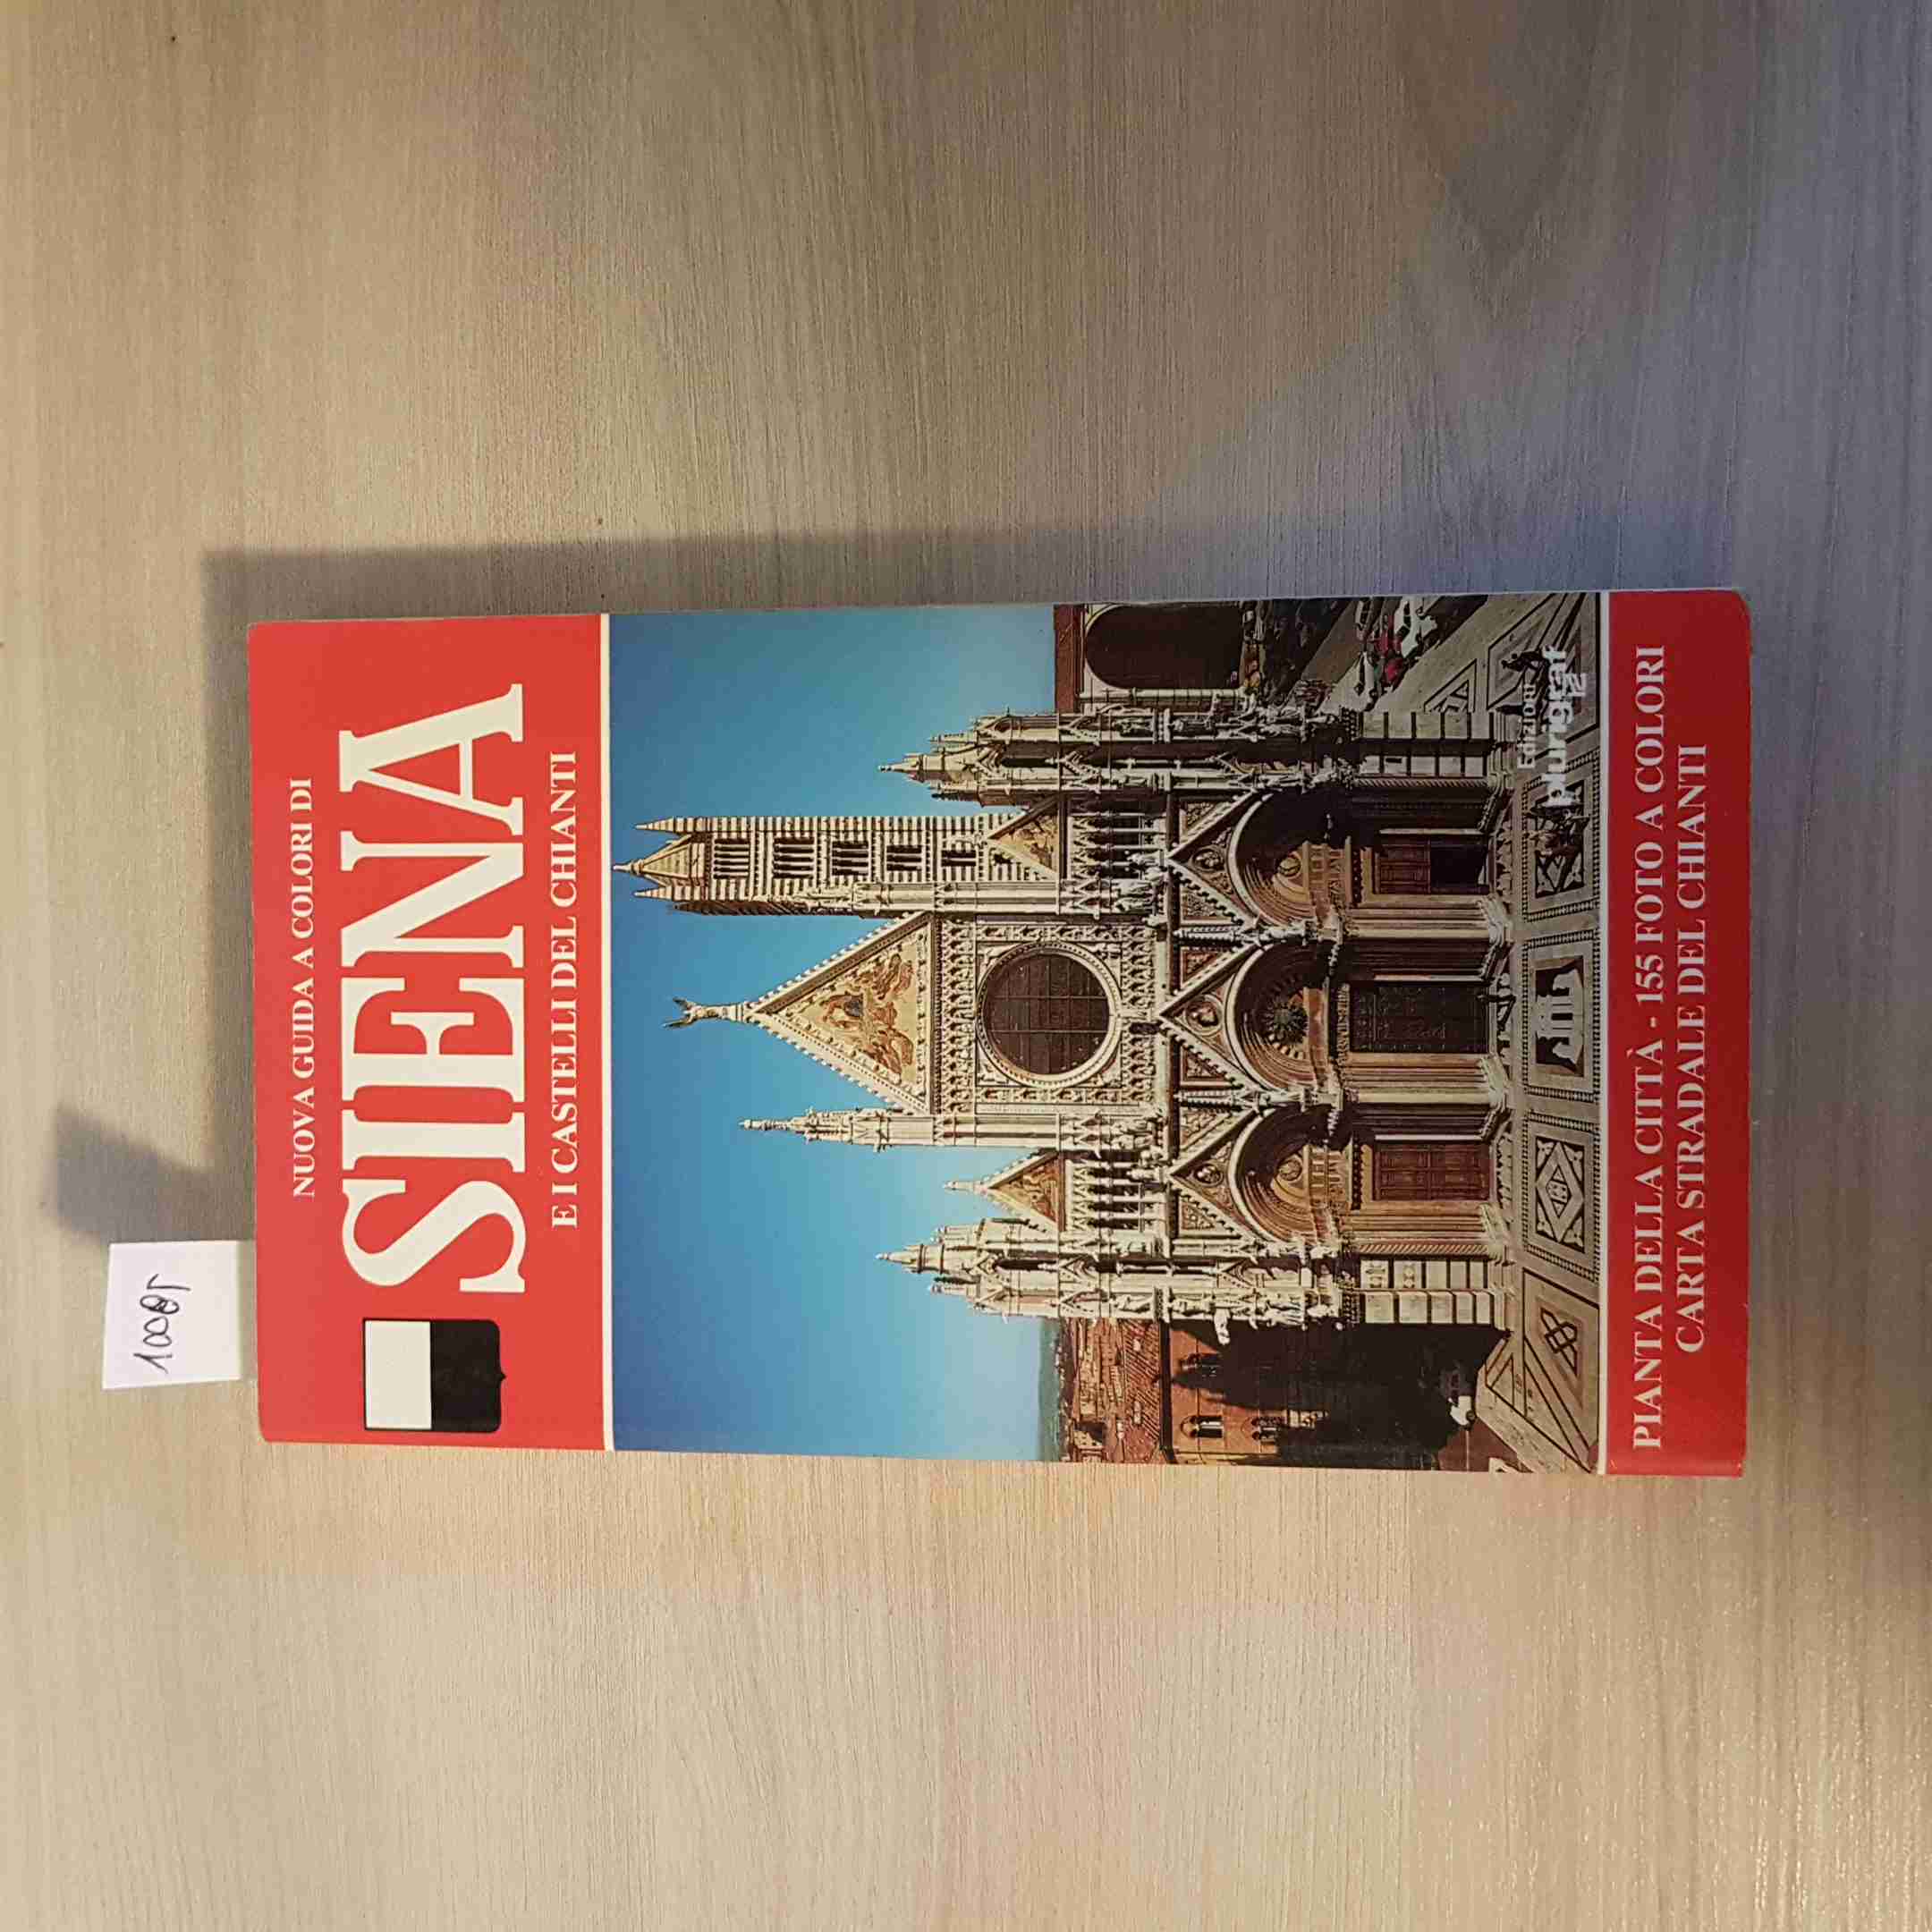 NUOVA GUIDA A COLORI DI
SIENA
E I CASTELLI DEL CHIANTI
Edizioni
plurigraf
PIANTA DELLA CITTÀ - 155 FOTO A COLORI
CARTA STRADALE DEL CHIANTI